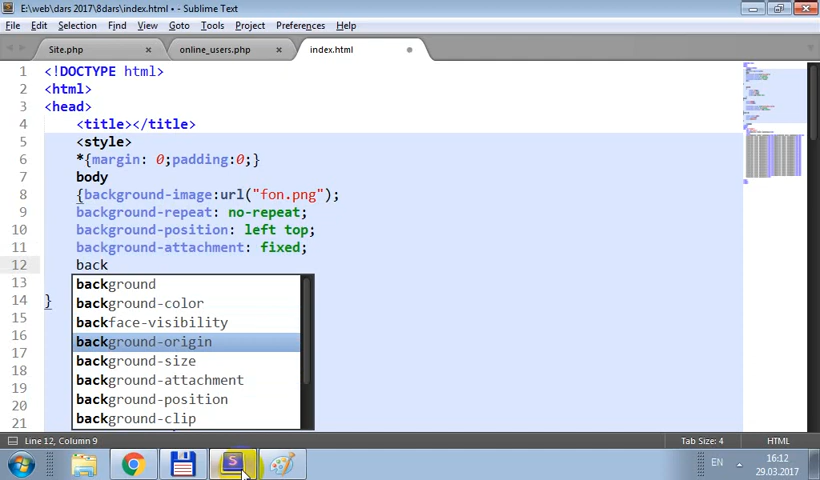 E:\web\dars 2017\8dars\index.html • - Sublime Text
File Edit Selection Find View Goto Tools Project Preferences Help
Site.php × online_users.php × index.html
1 <!DOCTYPE html>
2 <html>
3 <head>
4 <title></title>
5 <style>
6 *{margin: 0;padding:0;}
7 body
8 {background-image:url("fon.png");
9 background-repeat: no-repeat;
10 background-position: left top;
11 background-attachment: fixed;
12 back
13 background
14 } background-color
15 backface-visibility
16 background-origin
17 background-size
18 background-attachment
19 background-position
20 background-clip
21
Line 12, Column 9 Tab Size: 4 HTML
EN 16:12
29.03.2017